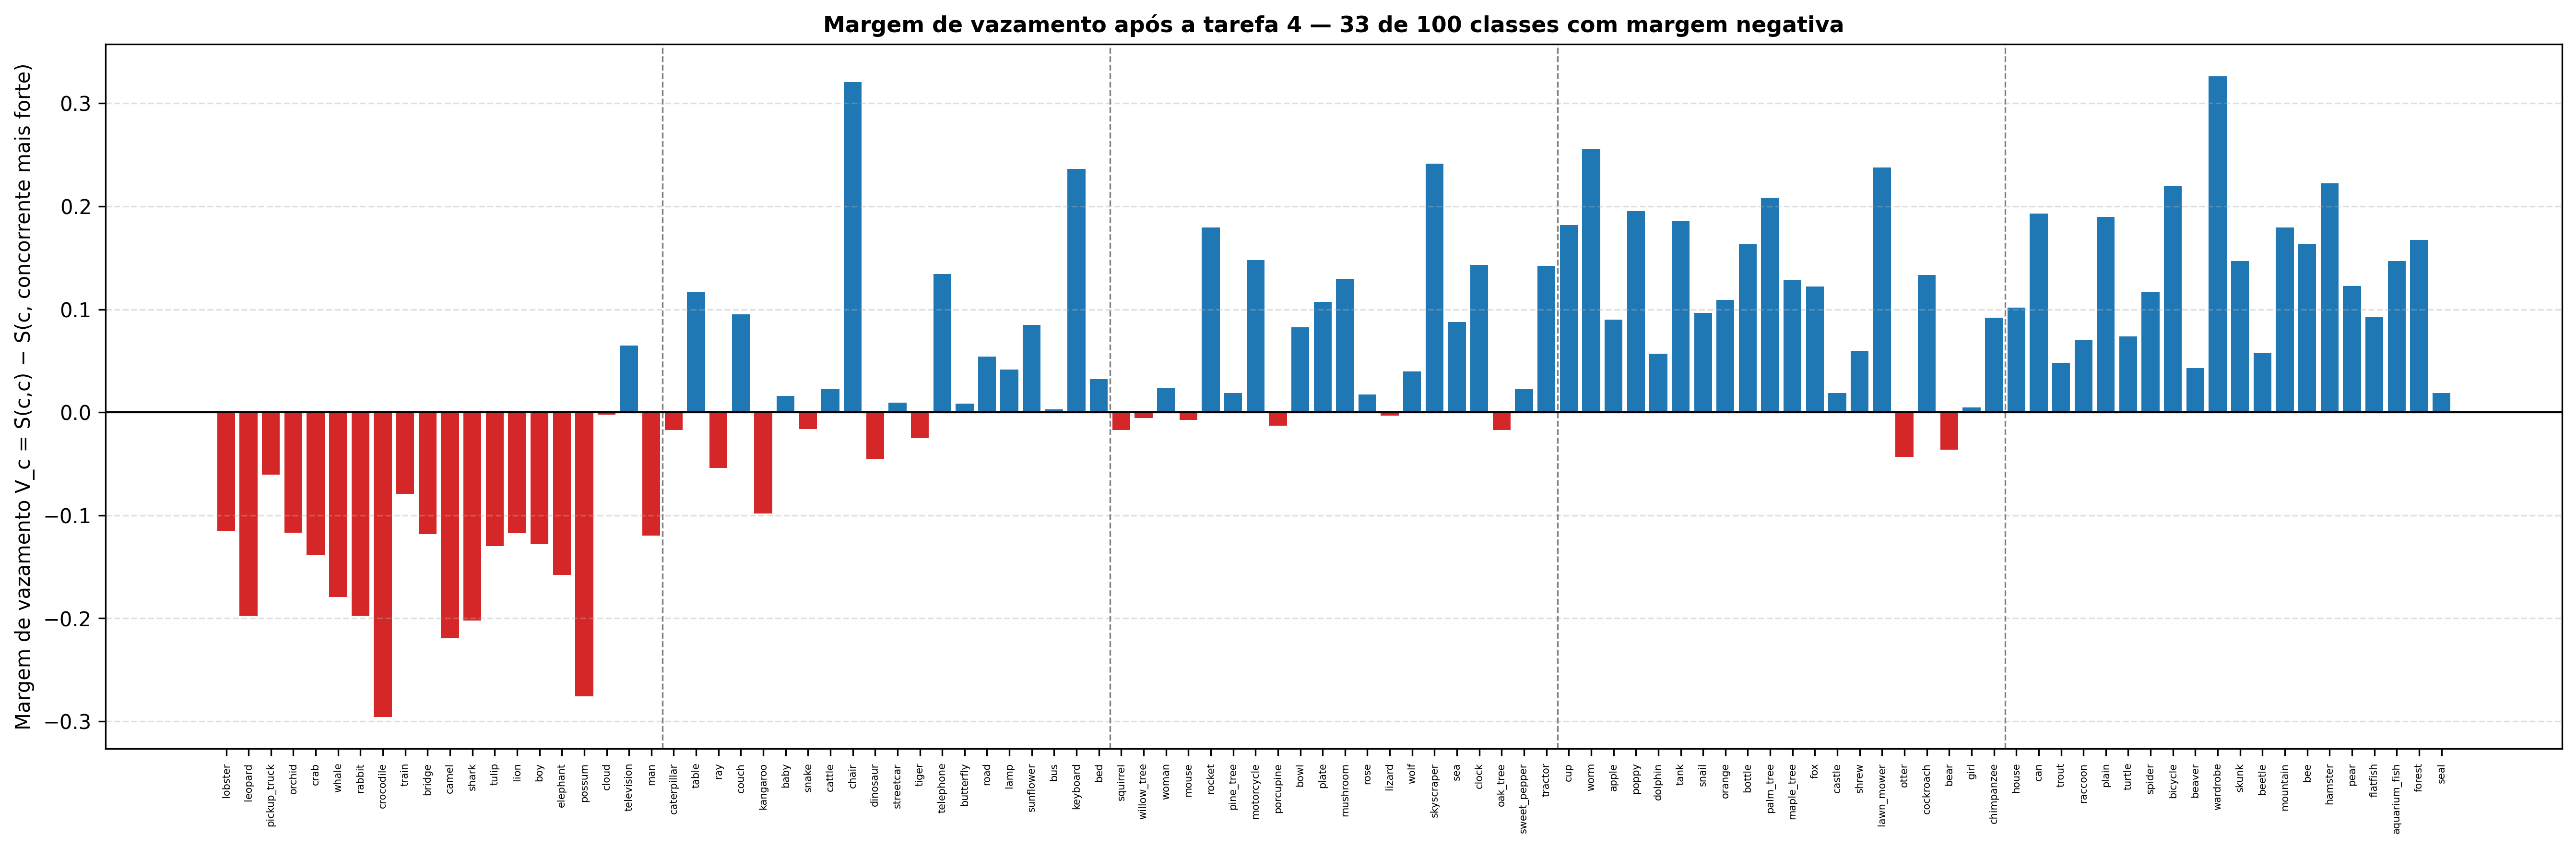 Margem de vazamento após a tarefa 4 — 33 de 100 classes com margem negativa
Margem de vazamento V_c = S(c,c) − S(c, concorrente mais forte)
0.3
0.2
0.1
0.0
−0.1
−0.2
−0.3
lobster
leopard
pickup_truck
orchid
crab
whale
rabbit
crocodile
train
bridge
camel
shark
tulip
lion
boy
elephant
possum
cloud
television
man
caterpillar
table
ray
couch
kangaroo
baby
snake
cattle
chair
dinosaur
streetcar
tiger
telephone
butterfly
road
lamp
sunflower
bus
keyboard
bed
squirrel
willow_tree
woman
mouse
rocket
pine_tree
motorcycle
porcupine
bowl
plate
mushroom
rose
lizard
wolf
skyscraper
sea
clock
oak_tree
sweet_pepper
tractor
cup
worm
apple
poppy
dolphin
tank
snail
orange
bottle
palm_tree
maple_tree
fox
castle
shrew
lawn_mower
otter
cockroach
bear
girl
chimpanzee
house
can
trout
raccoon
plain
turtle
spider
bicycle
beaver
wardrobe
skunk
beetle
mountain
bee
hamster
pear
flatfish
aquarium_fish
forest
seal